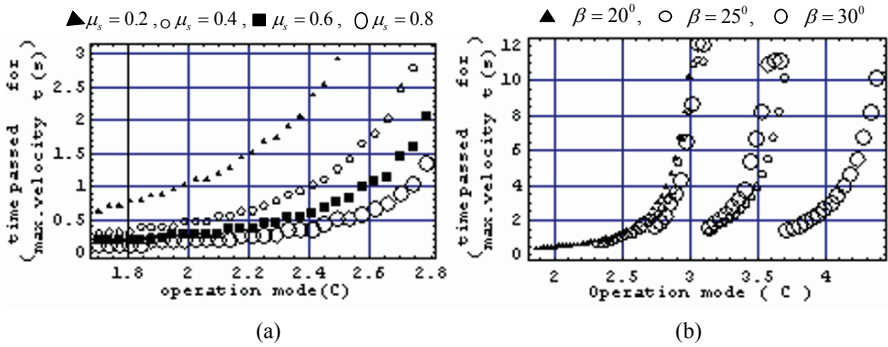 ▲ μₛ = 0.2 , ○ μₛ = 0.4 , ■ μₛ = 0.6 , ○ μₛ = 0.8
▲ β = 20⁰ , ○ β = 25⁰ , ○ β = 30⁰
(time passed for
max.velocity t (s))
3
2.5
2
1.5
1
0.5
0
1.8 2 2.2 2.4 2.6 2.8
operation mode(C)
(a)
(time passed for
max.velocity t (s))
12
10
8
6
4
2
0
2 2.5 3 3.5 4
Operation mode ( C )
(b)